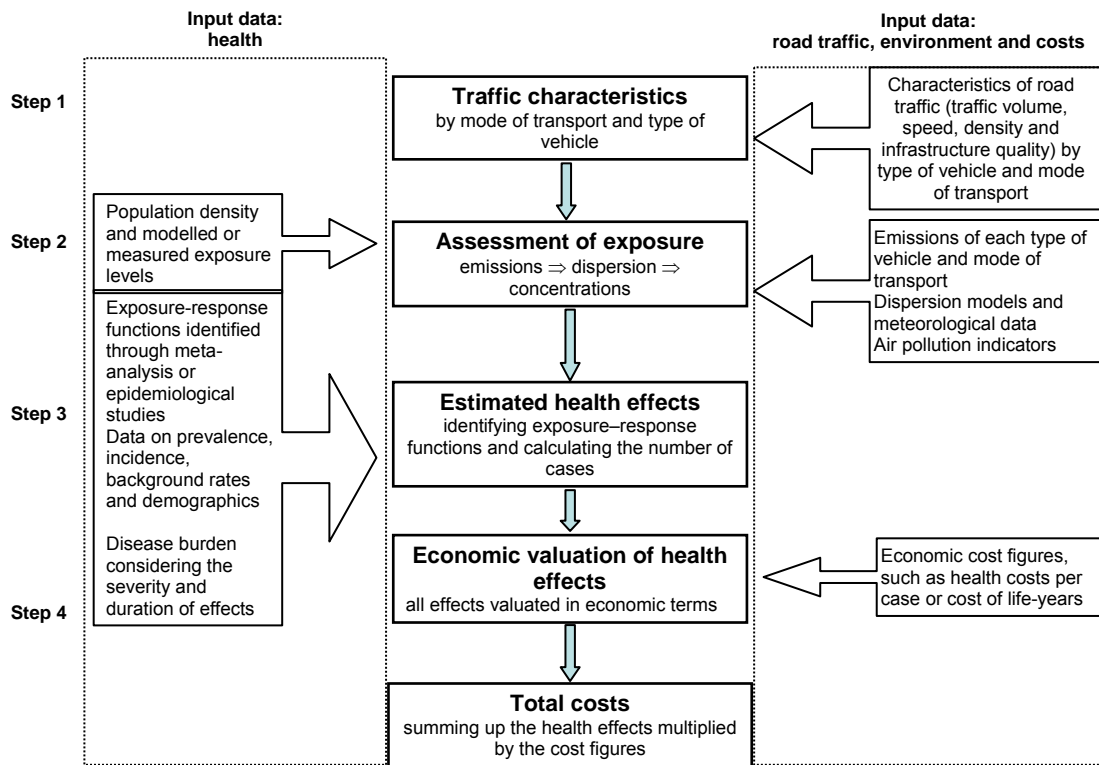 Input data:
health
Input data:
road traffic, environment and costs
Step 1
Traffic characteristics
by mode of transport and type of
vehicle
Characteristics of road
traffic (traffic volume,
speed, density and
infrastructure quality) by
type of vehicle and mode
of transport
Step 2
Population density
and modelled or
measured exposure
levels
Assessment of exposure
emissions ⇒ dispersion ⇒
concentrations
Emissions of each type of
vehicle and mode of
transport
Dispersion models and
meteorological data
Air pollution indicators
Step 3
Exposure-response
functions identified
through meta-
analysis or
epidemiological
studies
Data on prevalence,
incidence,
background rates
and demographics
Disease burden
considering the
severity and
duration of effects
Estimated health effects
identifying exposure–response
functions and calculating the number of
cases
Step 4
Economic valuation of health
effects
all effects valued in economic terms
Economic cost figures,
such as health costs per
case or cost of life-years
Total costs
summing up the health effects multiplied
by the cost figures